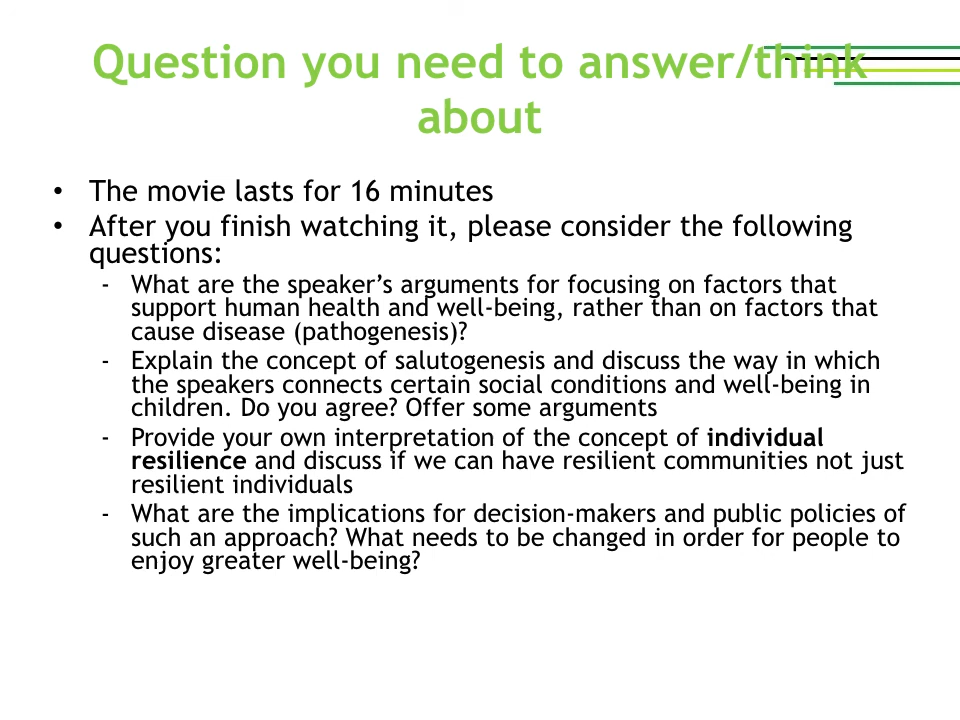 Question you need to answer/think
about
• The movie lasts for 16 minutes
• After you finish watching it, please consider the following
questions:
- What are the speaker’s arguments for focusing on factors that
support human health and well-being, rather than on factors that
cause disease (pathogenesis)?
- Explain the concept of salutogenesis and discuss the way in which
the speakers connects certain social conditions and well-being in
children. Do you agree? Offer some arguments
- Provide your own interpretation of the concept of individual
resilience and discuss if we can have resilient communities not just
resilient individuals
- What are the implications for decision-makers and public policies of
such an approach? What needs to be changed in order for people to
enjoy greater well-being?